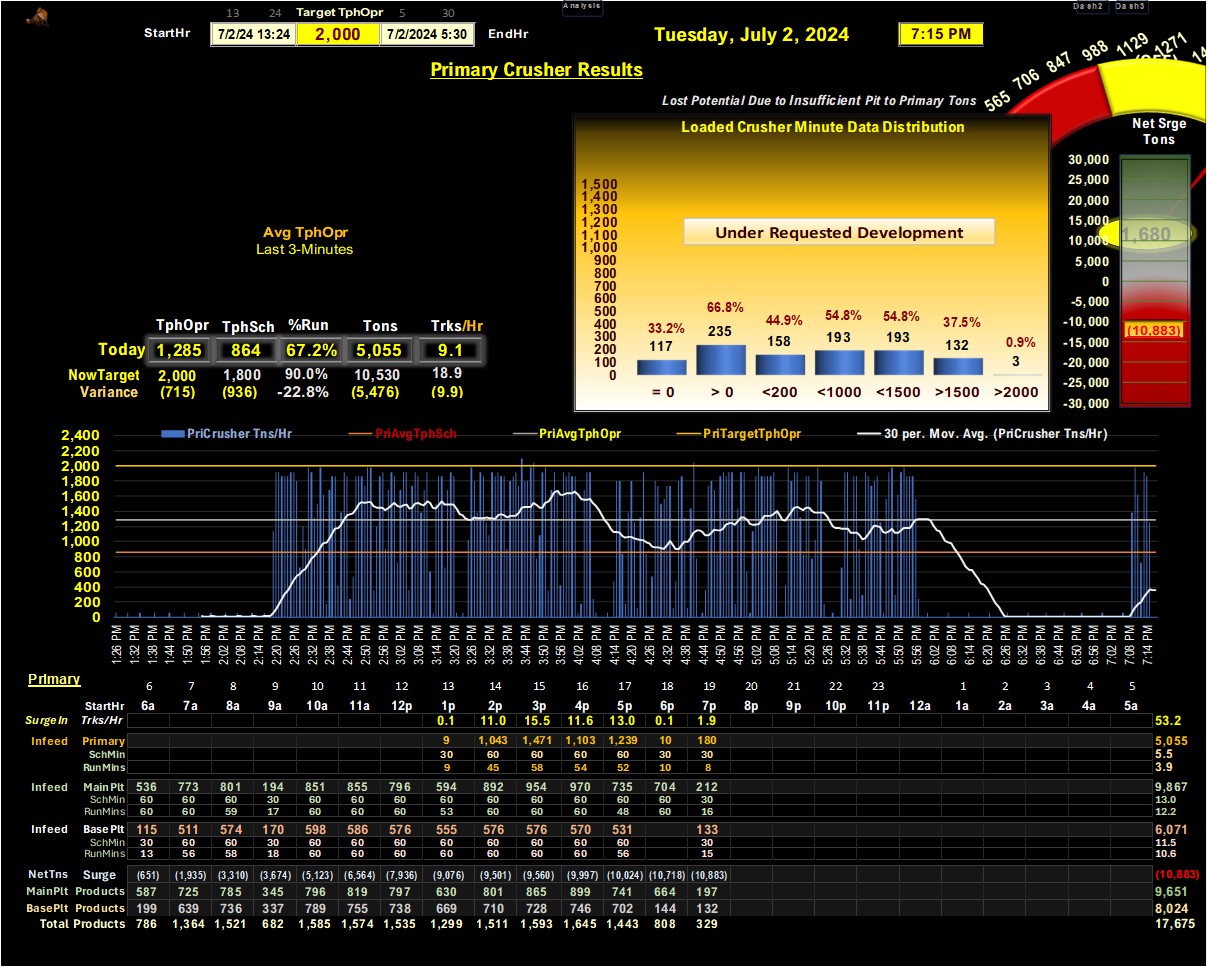 Analysis Dash2 Dash3
13 24 Target TphOpr 5 30
StartHr 7/2/24 13:24 2,000 7/2/2024 5:30 EndHr Tuesday, July 2, 2024 7:15 PM
Primary Crusher Results
565 706 847 988 1129 1271
Lost Potential Due to Insufficient Pit to Primary Tons
Loaded Crusher Minute Data Distribution
Net Srge
Tons
1,500
1,400
1,300
1,200
1,100
1,000
900
800
700
600
500
400
300
200
100
0
Under Requested Development
33.2% 66.8% 44.9% 54.8% 54.8% 37.5% 0.9%
117 235 158 193 193 132 3
= 0 > 0 <200 <1000 <1500 >1500 >2000
30,000
25,000
20,000
15,000
10,000
5,000
0
-5,000
-10,000
-15,000
-20,000
-25,000
-30,000
1,680
(10,883)
Avg TphOpr
Last 3-Minutes
TphOpr TphSch %Run Tons Trks/Hr
Today 1,285 864 67.2% 5,055 9.1
NowTarget 2,000 1,800 90.0% 10,530 18.9
Variance (715) (936) -22.8% (5,476) (9.9)
PriCrusher Tns/Hr PriAvgTphSch PriAvgTphOpr PriTargetTphOpr 30 per. Mov. Avg. (PriCrusher Tns/Hr)
2,400
2,200
2,000
1,800
1,600
1,400
1,200
1,000
800
600
400
200
0
1:26 PM 1:32 PM 1:38 PM 1:44 PM 1:50 PM 1:56 PM 2:02 PM 2:08 PM 2:14 PM 2:20 PM 2:26 PM 2:32 PM 2:38 PM 2:44 PM 2:50 PM 2:56 PM 3:02 PM 3:08 PM 3:14 PM 3:20 PM 3:26 PM 3:32 PM 3:38 PM 3:44 PM 3:50 PM 3:56 PM 4:02 PM 4:08 PM 4:14 PM 4:20 PM 4:26 PM 4:32 PM 4:38 PM 4:44 PM 4:50 PM 4:56 PM 5:02 PM 5:08 PM 5:14 PM 5:20 PM 5:26 PM 5:32 PM 5:38 PM 5:44 PM 5:50 PM 5:56 PM 6:02 PM 6:08 PM 6:14 PM 6:20 PM 6:26 PM 6:32 PM 6:38 PM 6:44 PM 6:50 PM 6:56 PM 7:02 PM 7:08 PM 7:14 PM
Primary
6 7 8 9 10 11 12 13 14 15 16 17 18 19 20 21 22 23 1 2 3 4 5
StartHr 6a 7a 8a 9a 10a 11a 12p 1p 2p 3p 4p 5p 6p 7p 8p 9p 10p 11p 12a 1a 2a 3a 4a 5a
SurgeIn Trks/Hr 0.1 11.0 15.5 11.6 13.0 0.1 1.9 53.2
Infeed Primary 9 1,043 1,471 1,103 1,239 10 180 5,055
SchMin 30 60 60 60 60 30 30 5.5
RunMins 9 45 58 54 52 10 8 3.9
Infeed MainPlt 536 773 801 194 851 855 796 594 892 954 970 735 704 212 9,867
SchMin 60 60 60 30 60 60 60 60 60 60 60 60 60 30 13.0
RunMins 60 60 59 17 60 60 60 53 60 60 60 48 60 16 12.2
Infeed BasePlt 115 511 574 170 598 586 576 555 576 576 570 531 133 6,071
SchMin 30 60 60 30 60 60 60 60 60 60 60 60 30 11.5
RunMins 13 56 58 18 60 60 60 60 60 60 60 56 15 10.6
NetTns Surge (651) (1,935) (3,310) (3,674) (5,123) (6,564) (7,936) (9,076) (9,501) (9,560) (9,997) (10,024) (10,718) (10,883) (10,883)
MainPlt Products 587 725 785 345 796 819 797 630 801 865 899 741 664 197 9,651
BasePlt Products 199 639 736 337 789 755 738 669 710 728 746 702 144 132 8,024
Total Products 786 1,364 1,521 682 1,585 1,574 1,535 1,299 1,511 1,593 1,645 1,443 808 329 17,675